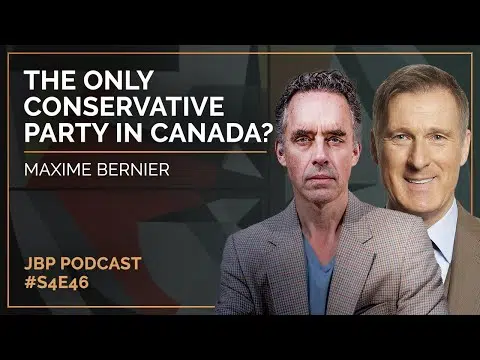 THE ONLY
CONSERVATIVE
PARTY IN CANADA?
MAXIME BERNIER
JBP PODCAST
#S4E46